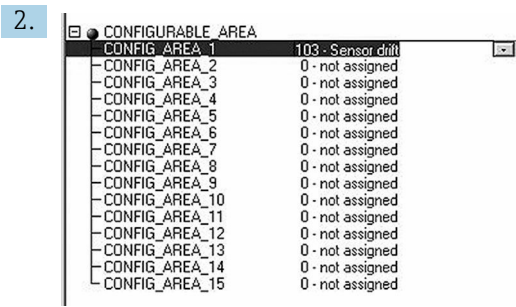 2.
CONFIGURABLE_AREA
CONFIG_AREA_1 103 - Sensor drift
CONFIG_AREA_2 0 - not assigned
CONFIG_AREA_3 0 - not assigned
CONFIG_AREA_4 0 - not assigned
CONFIG_AREA_5 0 - not assigned
CONFIG_AREA_6 0 - not assigned
CONFIG_AREA_7 0 - not assigned
CONFIG_AREA_8 0 - not assigned
CONFIG_AREA_9 0 - not assigned
CONFIG_AREA_10 0 - not assigned
CONFIG_AREA_11 0 - not assigned
CONFIG_AREA_12 0 - not assigned
CONFIG_AREA_13 0 - not assigned
CONFIG_AREA_14 0 - not assigned
CONFIG_AREA_15 0 - not assigned